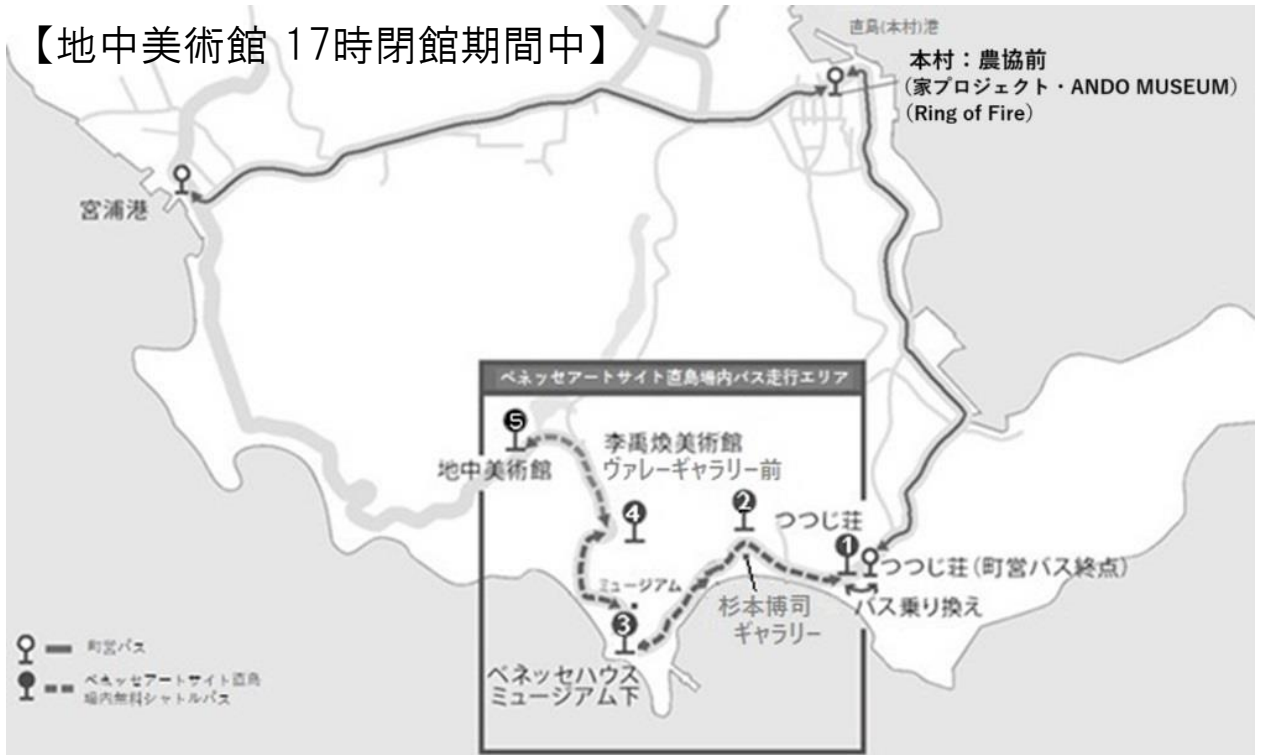 【地中美術館 17時閉館期間中】
直島(本村)港
本村：農協前
(家プロジェクト・ANDO MUSEUM)
(Ring of Fire)
宮浦港
ベネッセアートサイト直島場内バス走行エリア
5
地中美術館
李禹煥美術館
ヴァレーギャラリー前
4
2
つつじ荘
1
つつじ荘(町営バス終点)
バス乗り換え
杉本博司
ギャラリー
ミュージアム
3
ベネッセハウス
ミュージアム下
町営バス
ベネッセアートサイト直島
場内無料シャトルバス